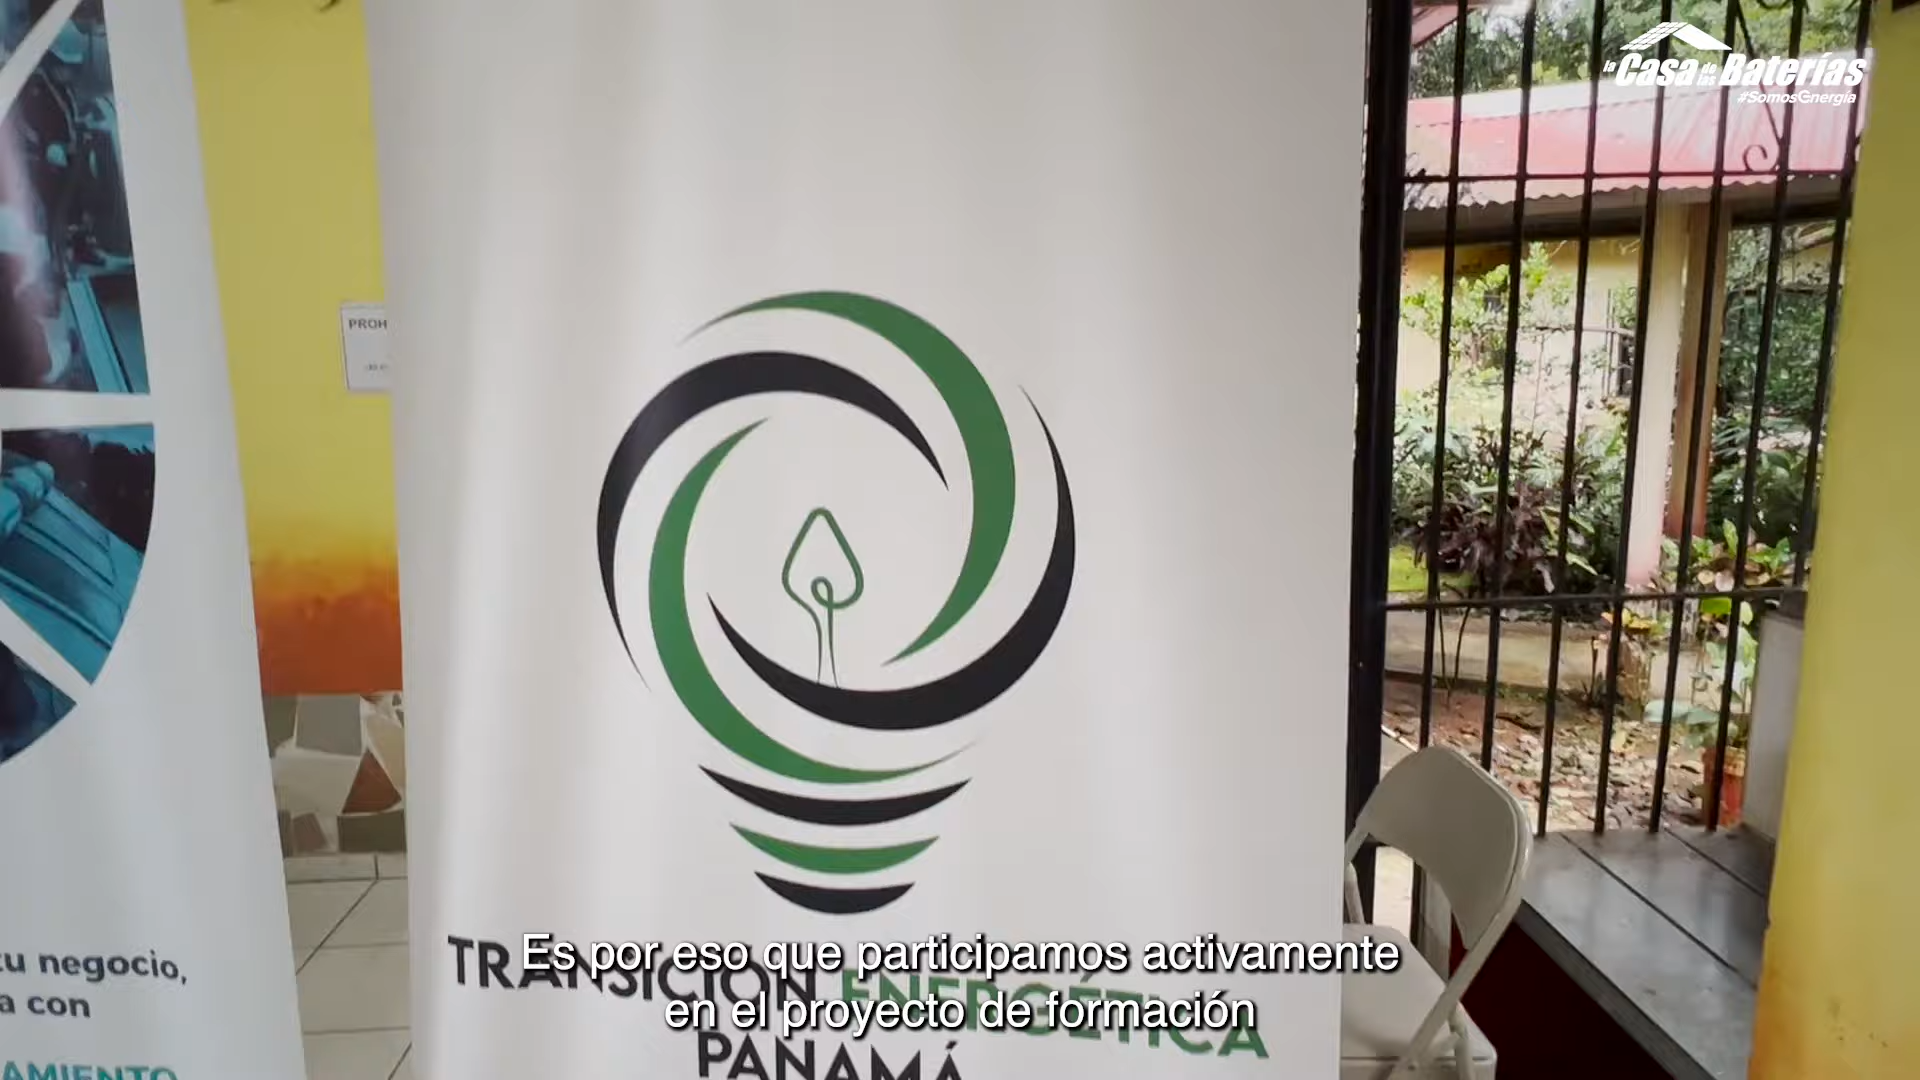 la Casa de las Baterías
#SomosEnergía
PROH
tu negocio,
a con
AMIENTO
TRANSICIÓN ENERGÉTICA
PANAMÁ
Es por eso que participamos activamente
en el proyecto de formación